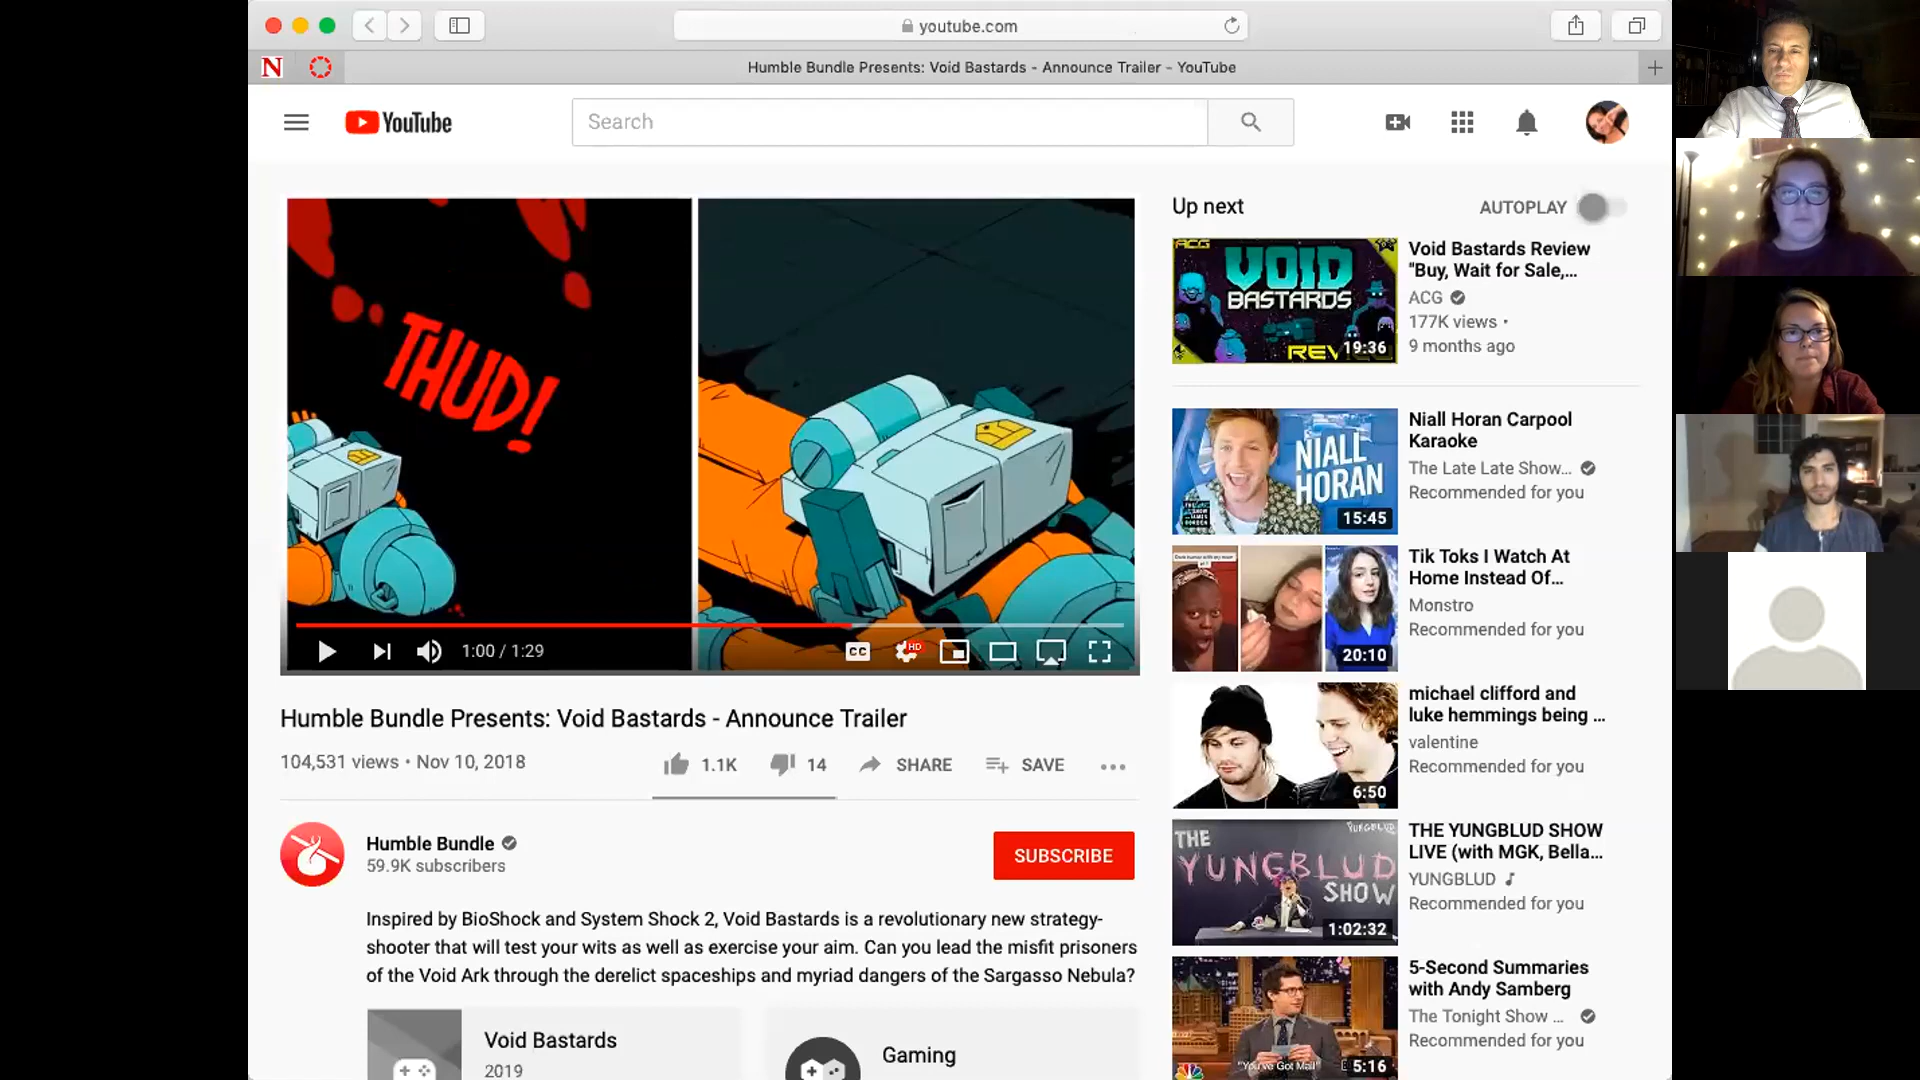 youtube.com
N
Humble Bundle Presents: Void Bastards - Announce Trailer - YouTube
YouTube
Search
THUD!
1:00 / 1:29
CC
HD
Humble Bundle Presents: Void Bastards - Announce Trailer
104,531 views • Nov 10, 2018
1.1K
14
SHARE
SAVE
Humble Bundle
59.9K subscribers
SUBSCRIBE
Inspired by BioShock and System Shock 2, Void Bastards is a revolutionary new strategy-
shooter that will test your wits as well as exercise your aim. Can you lead the misfit prisoners
of the Void Ark through the derelict spaceships and myriad dangers of the Sargasso Nebula?
Void Bastards
2019
Gaming
Up next
AUTOPLAY
ACG
VOID
BASTARDS
19:36
Void Bastards Review
"Buy, Wait for Sale,...
ACG
177K views •
9 months ago
NIALL
HORAN
15:45
Niall Horan Carpool
Karaoke
The Late Late Show...
Recommended for you
20:10
Tik Toks I Watch At
Home Instead Of...
Monstro
Recommended for you
6:50
michael clifford and
luke hemmings being ...
valentine
Recommended for you
THE
YUNGBLUD
YUNGBLUD
SHOW
1:02:32
THE YUNGBLUD SHOW
LIVE (with MGK, Bella...
YUNGBLUD
Recommended for you
"You've Got Mail"
5:16
5-Second Summaries
with Andy Samberg
The Tonight Show ...
Recommended for you